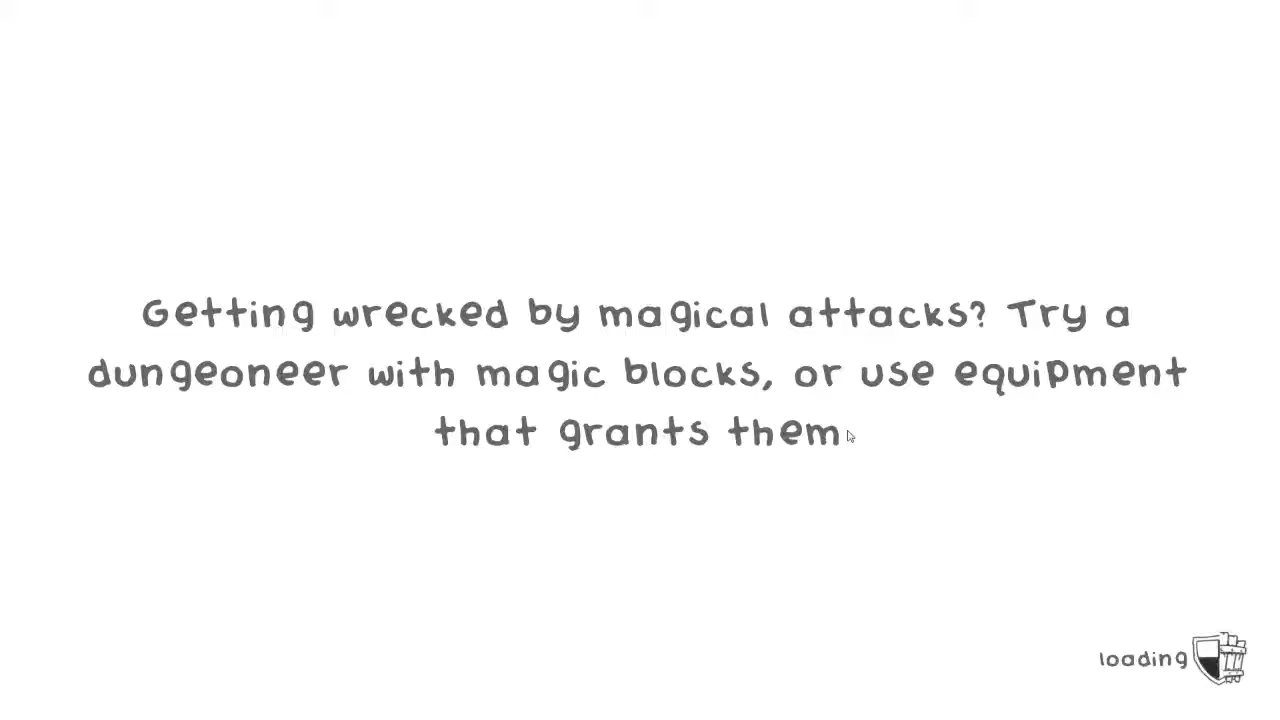 Getting wrecked by magical attacks? Try a
dungeoneer with magic blocks, or use equipment
that grants them
loading